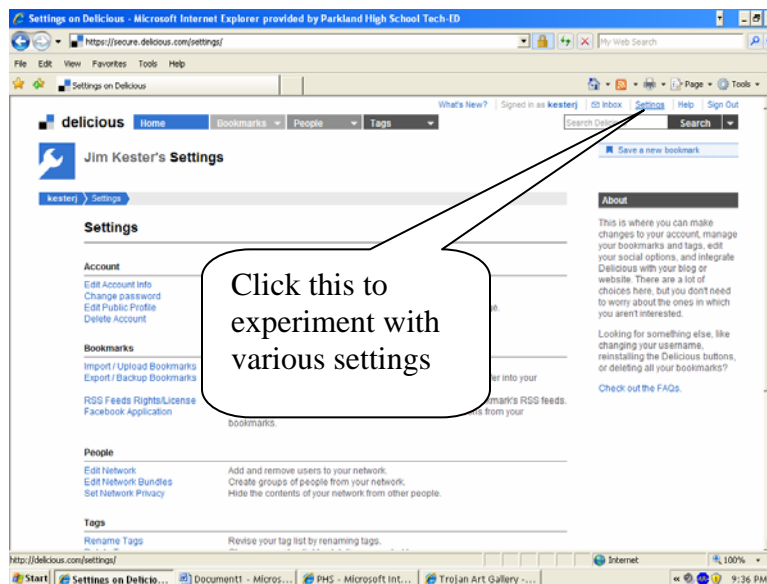 Settings on Delicious - Microsoft Internet Explorer provided by Parkland High School Tech-ED
https://secure.delicious.com/settings/
My Web Search
File Edit View Favorites Tools Help
Settings on Delicious
Page Tools
What's New? Signed in as kesterj Inbox Settings Help Sign Out
delicious Home Bookmarks People Tags Search
Save a new bookmark
Jim Kester's Settings
kesterj Settings
About
This is where you can make
changes to your account, manage
your bookmarks and tags, edit
your social options, and integrate
Delicious with your blog or
website. There are a lot of
choices here, but you don't need
to worry about the ones in which
you aren't interested.
Looking for something else, like
changing your username,
reinstalling the Delicious buttons,
or deleting all your bookmarks?
Check out the FAQs.
Settings
Account
Edit Account Info
Change password
Edit Public Profile
Delete Account
Click this to
experiment with
various settings
Bookmarks
Import / Upload Bookmarks
Export / Backup Bookmarks into your
RSS Feeds Rights/License RSS feeds.
Facebook Application from your
bookmarks.
People
Edit Network Add and remove users to your network.
Edit Network Bundles Create groups of people from your network.
Set Network Privacy Hide the contents of your network from other people.
Tags
Rename Tags Revise your tag list by renaming tags.
http://delicious.com/settings/ Internet 100%
Start Settings on Delicio... Document1 - Micros... PHS - Microsoft Int... Trojan Art Gallery -... 9:36 PM